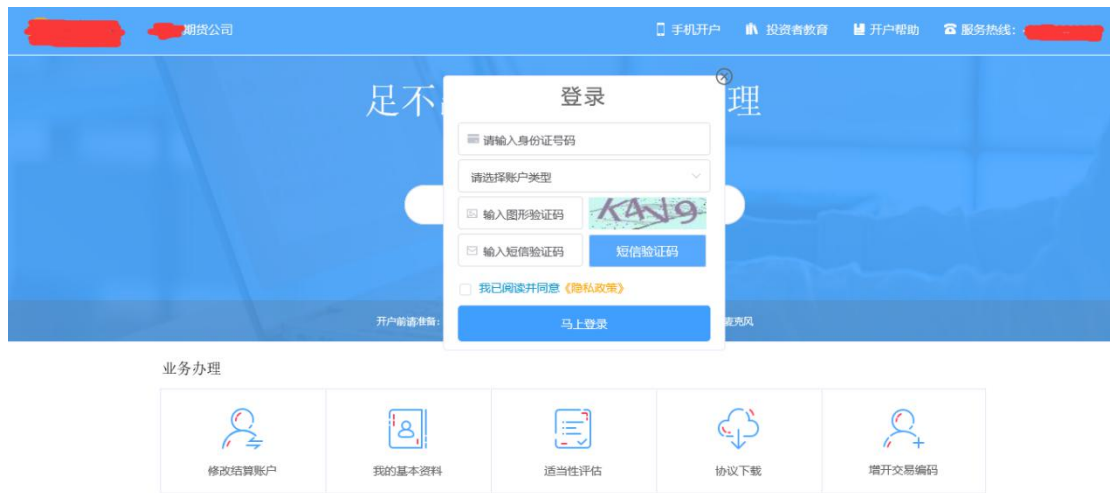 期货公司
手机开户 投资者教育 开户帮助 服务热线：
足不 理
登录
请输入身份证号码
请选择账户类型
输入图形验证码 K4V9
输入短信验证码 短信验证码
我已阅读并同意《隐私政策》
开户前请准备： 麦克风
马上登录
业务办理
修改结算账户 我的基本资料 适当性评估 协议下载 增开交易编码